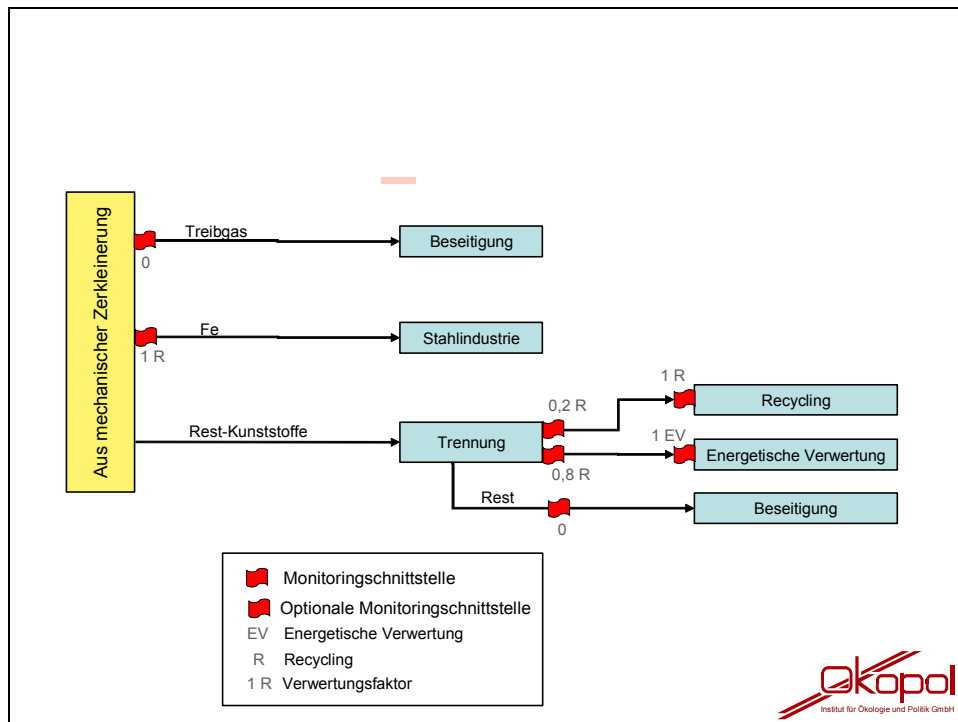 Aus mechanischer Zerkleinerung
Treibgas
0
Beseitigung
Fe
1 R
Stahlindustrie
Rest-Kunststoffe
Trennung
0,2 R
0,8 R
1 R
Recycling
1 EV
Energetische Verwertung
Rest
0
Beseitigung
Monitoringschnittstelle
Optionale Monitoringschnittstelle
EV Energetische Verwertung
R Recycling
1 R Verwertungsfaktor
Ökopol
Institut für Ökologie und Politik GmbH